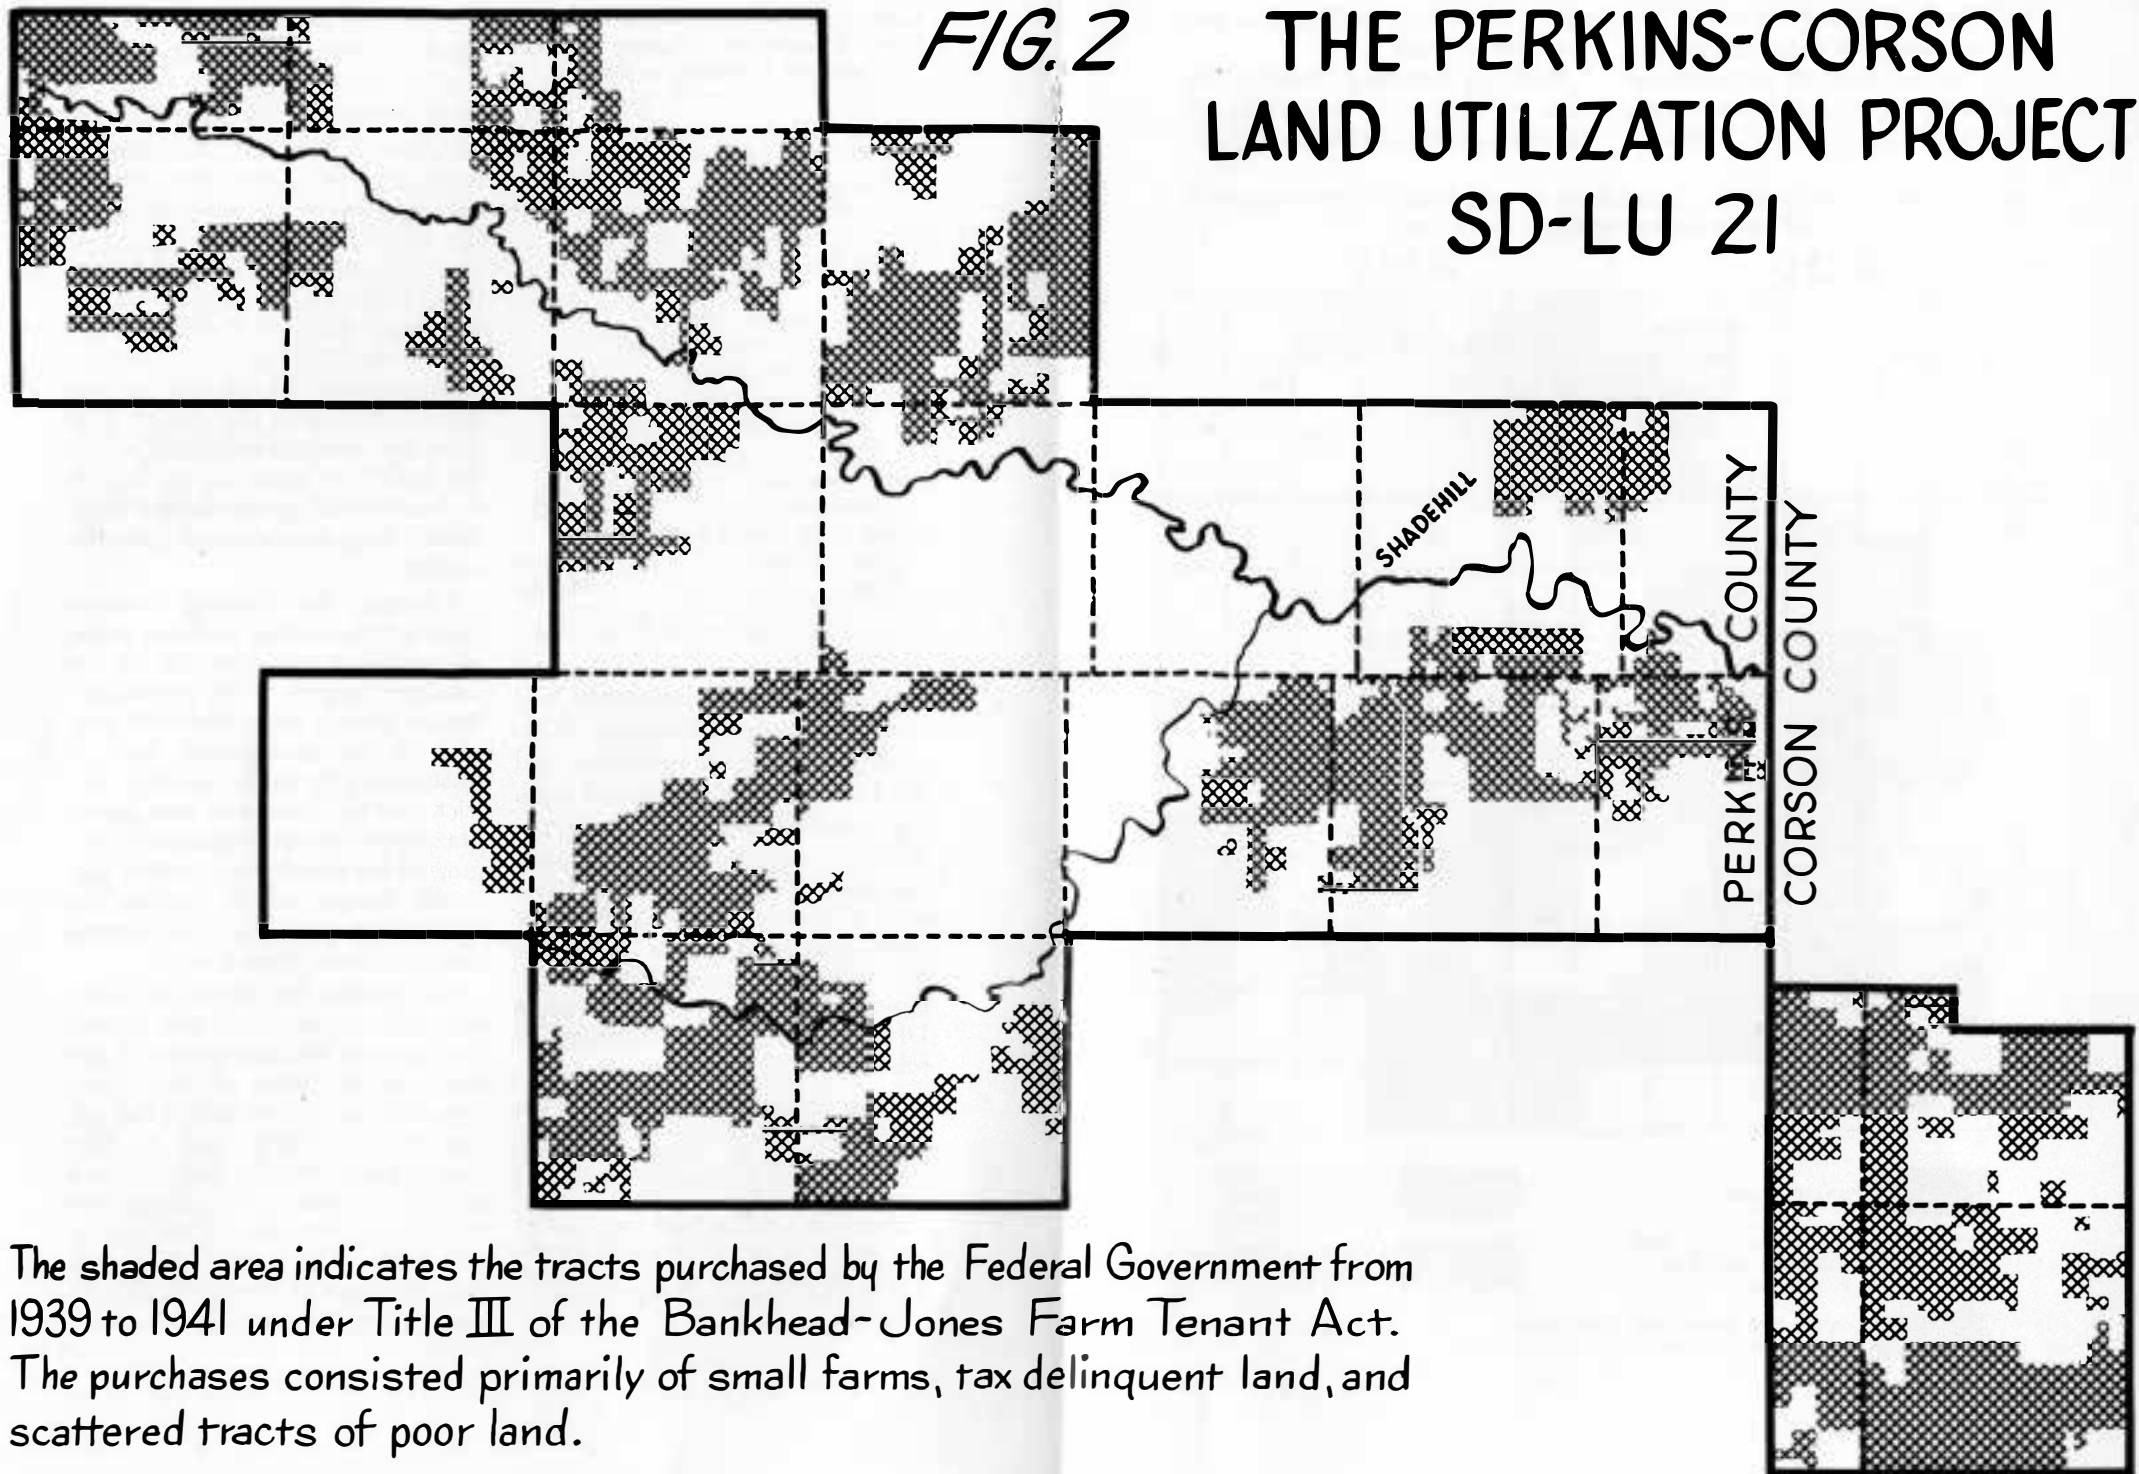 FIG. 2
THE PERKINS-CORSON
LAND UTILIZATION PROJECT
SD-LU 21
SHADEHILL
PERKINS COUNTY
CORSON COUNTY
The shaded area indicates the tracts purchased by the Federal Government from
1939 to 1941 under Title III of the Bankhead-Jones Farm Tenant Act.
The purchases consisted primarily of small farms, tax delinquent land, and
scattered tracts of poor land.